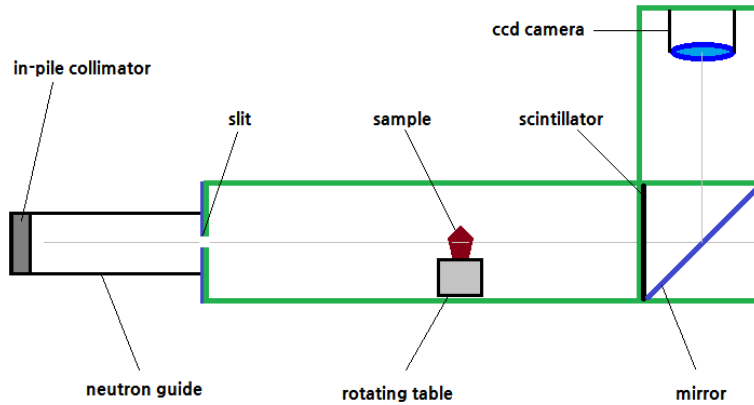 ccd camera
in-pile collimator
slit
sample
scintillator
neutron guide
rotating table
mirror